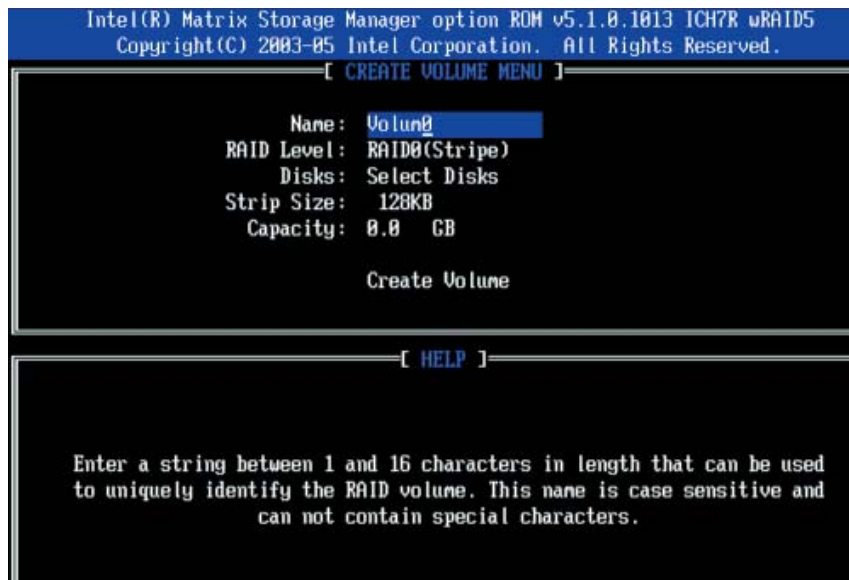 Intel(R) Matrix Storage Manager option ROM v5.1.0.1013 ICH7R wRAID5
Copyright(C) 2003-05 Intel Corporation. All Rights Reserved.
[ CREATE VOLUME MENU ]
Name: Volum0
RAID Level: RAID0(Stripe)
Disks: Select Disks
Strip Size: 128KB
Capacity: 0.0 GB
Create Volume
[ HELP ]
Enter a string between 1 and 16 characters in length that can be used
to uniquely identify the RAID volume. This name is case sensitive and
can not contain special characters.